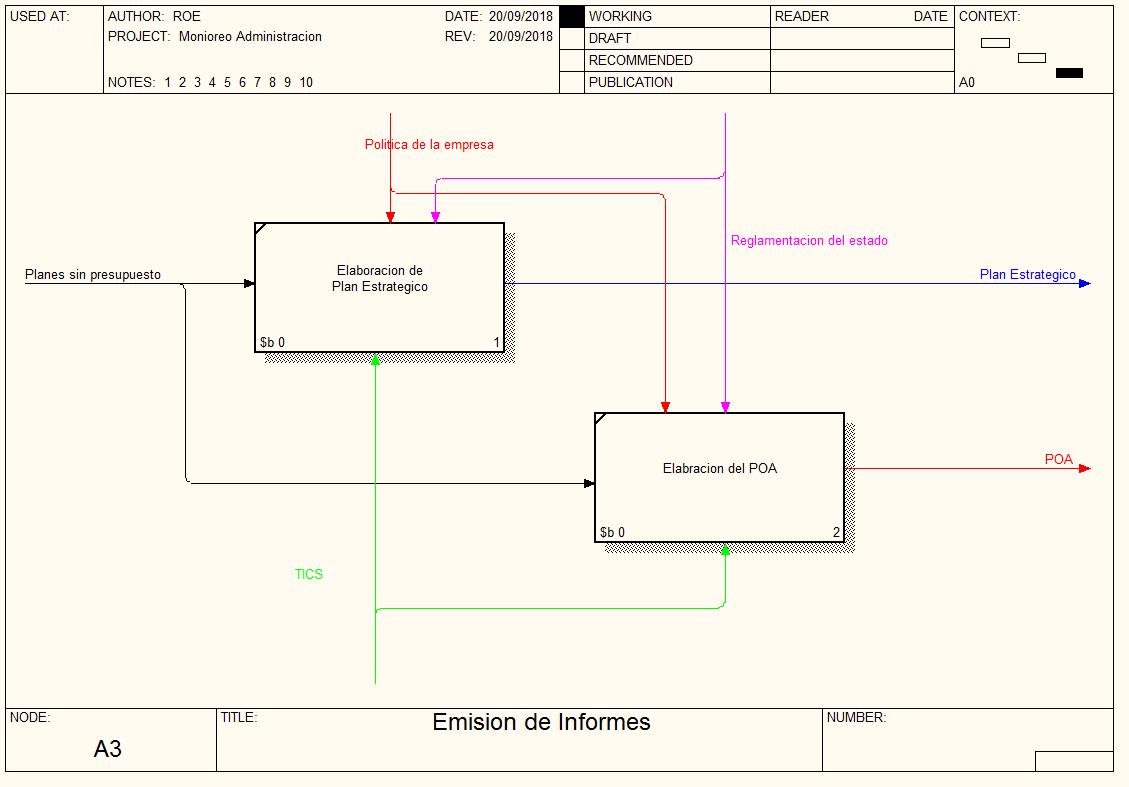 USED AT:
AUTHOR: ROE
DATE: 20/09/2018
PROJECT: Monioreo Administracion
REV: 20/09/2018
NOTES: 1 2 3 4 5 6 7 8 9 10
WORKING
DRAFT
RECOMMENDED
PUBLICATION
READER DATE
CONTEXT:
A0
Politica de la empresa
Reglamentacion del estado
Planes sin presupuesto
Elaboracion de
Plan Estrategico
$b 0 1
Plan Estrategico
Elabracion del POA
$b 0 2
POA
TICS
NODE:
A3
TITLE:
Emision de Informes
NUMBER: